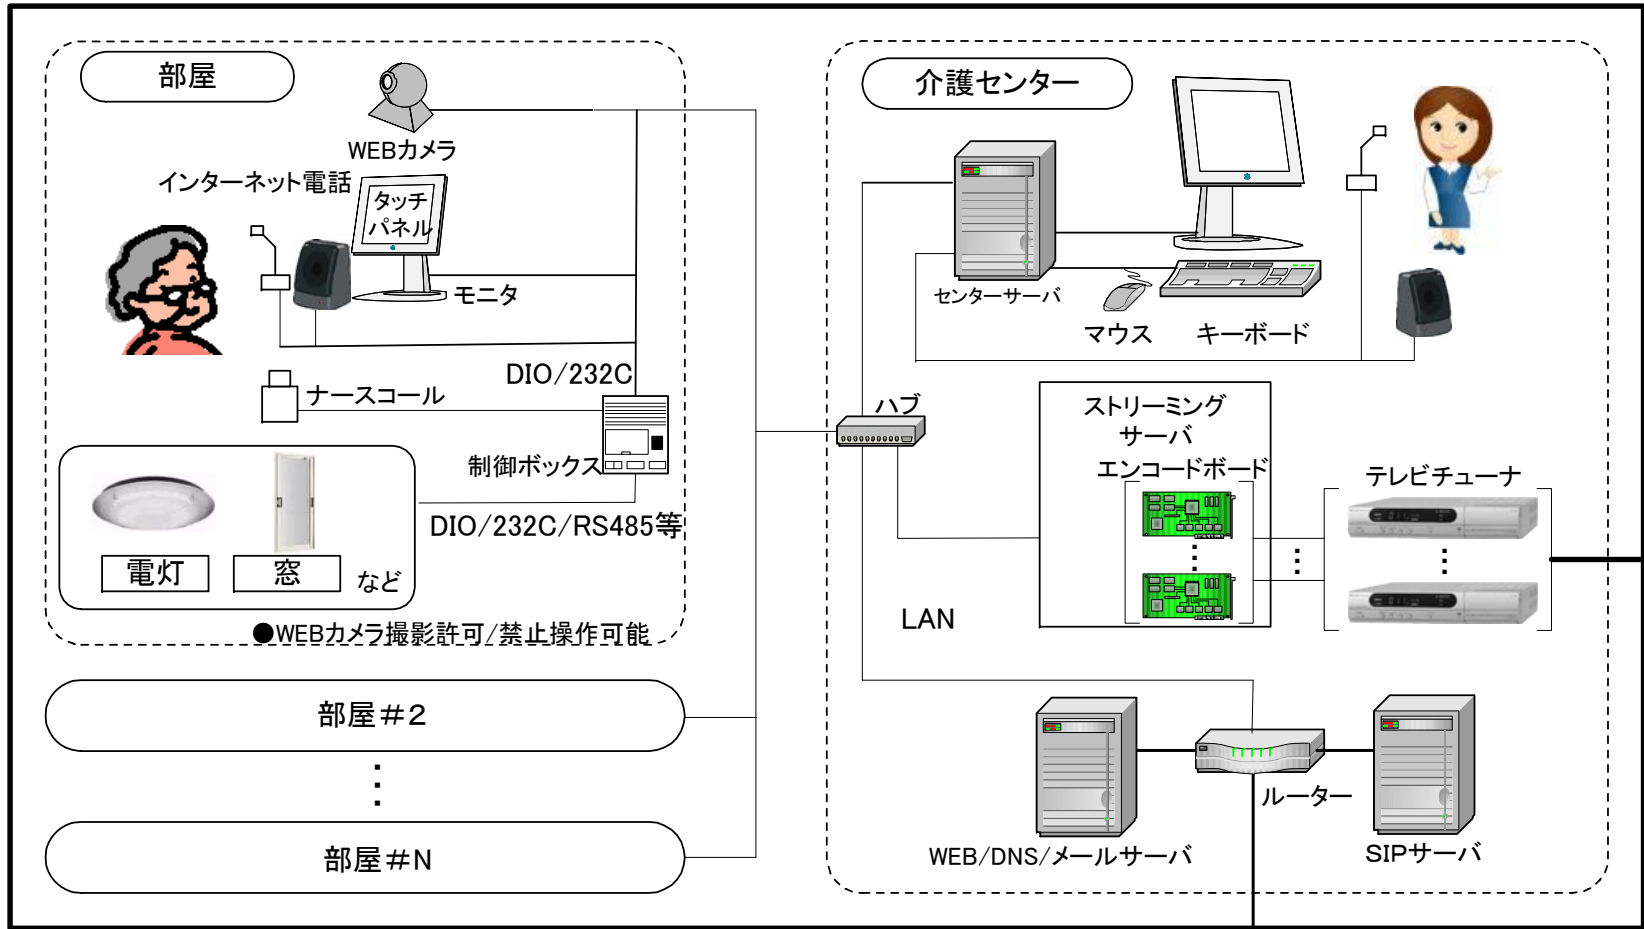 部屋
WEBカメラ
インターネット電話
タッチ
パネル
モニタ
DIO/232C
ナースコール
制御ボックス
DIO/232C/RS485等
電灯
窓
など
●WEBカメラ撮影許可/禁止操作可能
部屋＃2
⋮
部屋＃N
介護センター
センターサーバ
マウス
キーボード
ハブ
ストリーミング
サーバ
エンコードボード
テレビチューナ
⋮
⋮
⋮
LAN
ルーター
WEB/DNS/メールサーバ
SIPサーバ